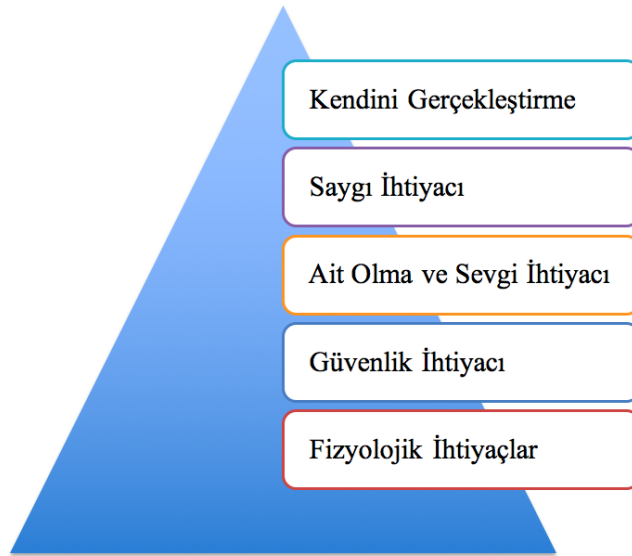 Kendini Gerçekleştirme
Saygı İhtiyacı
Ait Olma ve Sevgi İhtiyacı
Güvenlik İhtiyacı
Fizyolojik İhtiyaçlar